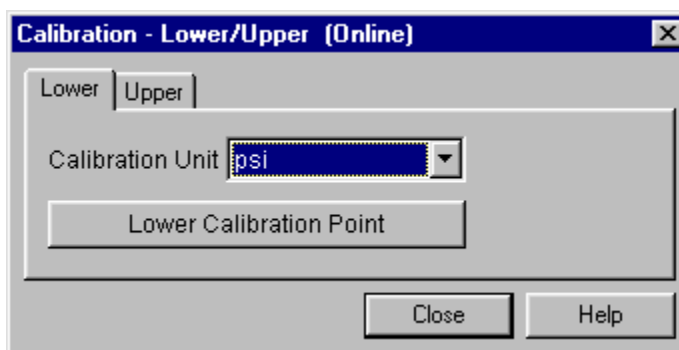 Calibration - Lower/Upper (Online)
Lower Upper
Calibration Unit psi
Lower Calibration Point
Close Help